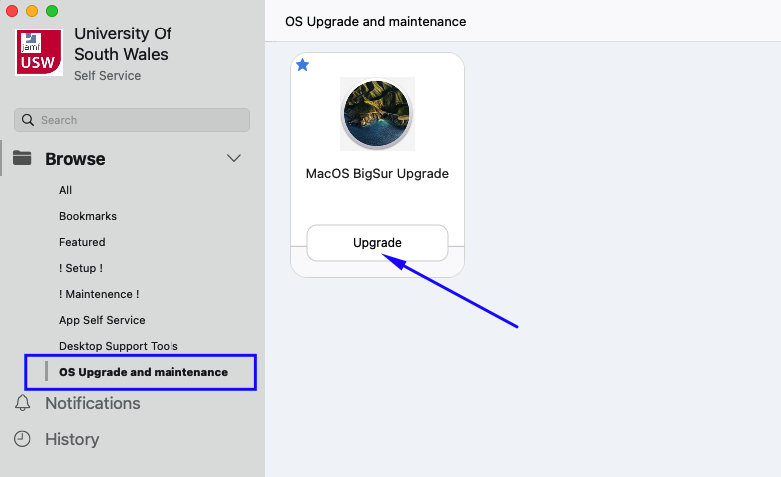 University Of
South Wales
Self Service
jamf
USW
Search
Browse
All
Bookmarks
Featured
! Setup !
! Maintenence !
App Self Service
Desktop Support Tools
OS Upgrade and maintenance
Notifications
History
OS Upgrade and maintenance
MacOS BigSur Upgrade
Upgrade